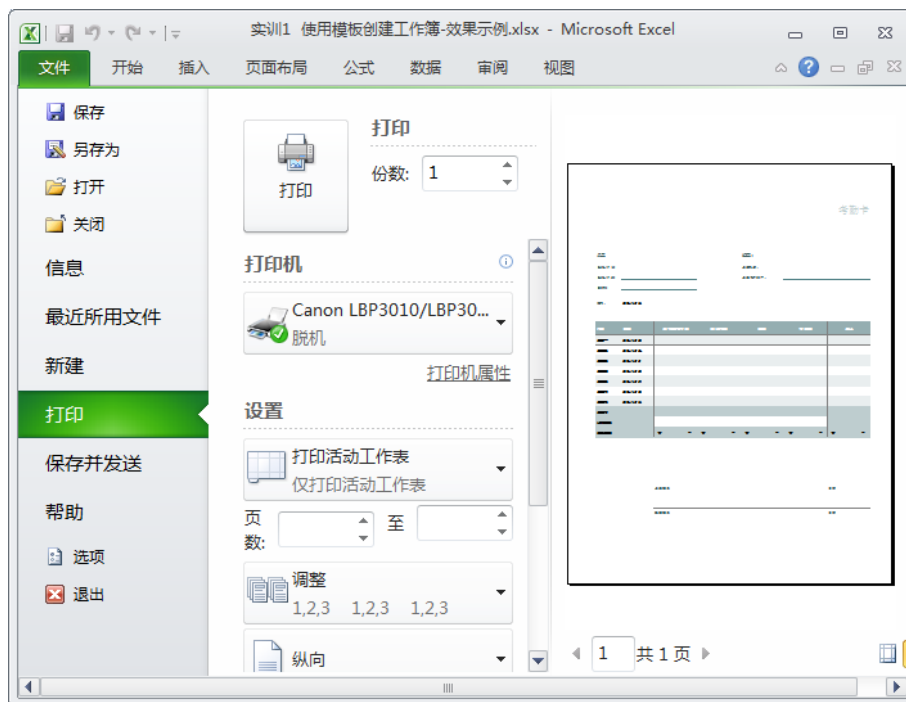 实训1 使用模板创建工作簿-效果示例.xlsx - Microsoft Excel
文件 开始 插入 页面布局 公式 数据 审阅 视图
保存
另存为
打开
关闭
信息
最近所用文件
新建
打印
保存并发送
帮助
选项
退出
打印
打印
份数: 1
打印机
Canon LBP3010/LBP30...
脱机
打印机属性
设置
打印活动工作表
仅打印活动工作表
页数: 至
调整
1,2,3 1,2,3 1,2,3
纵向
考勤卡
1 共 1 页